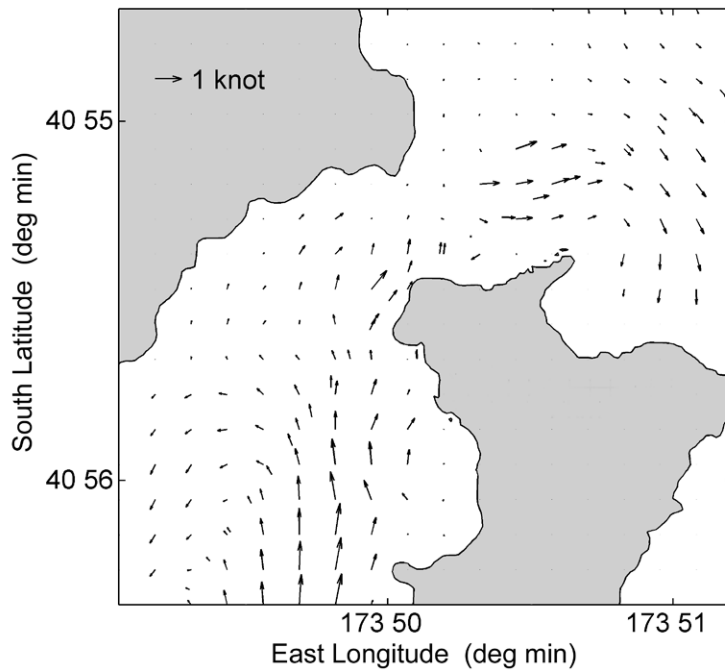 1 knot
40 55
South Latitude (deg min)
40 56
173 50
173 51
East Longitude (deg min)